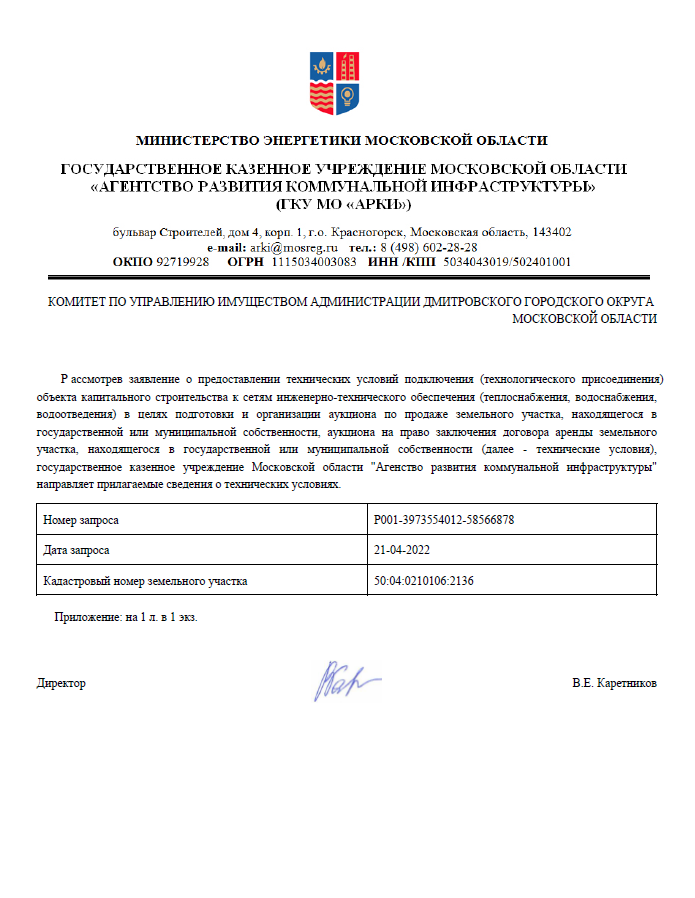 МИНИСТЕРСТВО ЭНЕРГЕТИКИ МОСКОВСКОЙ ОБЛАСТИ
ГОСУДАРСТВЕННОЕ КАЗЕННОЕ УЧРЕЖДЕНИЕ МОСКОВСКОЙ ОБЛАСТИ
«АГЕНТСТВО РАЗВИТИЯ КОММУНАЛЬНОЙ ИНФРАСТРУКТУРЫ»
(ГКУ МО «АРКИ»)
бульвар Строителей, дом 4, корп. 1, г.о. Красногорск, Московская область, 143402
e-mail: arki@mosreg.ru тел.: 8 (498) 602-28-28
ОКПО 92719928 ОГРН 1115034003083 ИНН /КПП 5034043019/502401001
КОМИТЕТ ПО УПРАВЛЕНИЮ ИМУЩЕСТВОМ АДМИНИСТРАЦИИ ДМИТРОВСКОГО ГОРОДСКОГО ОКРУГА
МОСКОВСКОЙ ОБЛАСТИ
Р ассмотрев заявление о предоставлении технических условий подключения (технологического присоединения)
объекта капитального строительства к сетям инженерно-технического обеспечения (теплоснабжения, водоснабжения,
водоотведения) в целях подготовки и организации аукциона по продаже земельного участка, находящегося в
государственной или муниципальной собственности, аукциона на право заключения договора аренды земельного
участка, находящегося в государственной или муниципальной собственности (далее - технические условия),
государственное казенное учреждение Московской области "Агенство развития коммунальной инфраструктуры"
направляет прилагаемые сведения о технических условиях.
Номер запроса P001-3973554012-58566878
Дата запроса 21-04-2022
Кадастровый номер земельного участка 50:04:0210106:2136
Приложение: на 1 л. в 1 экз.
Директор В.Е. Каретников